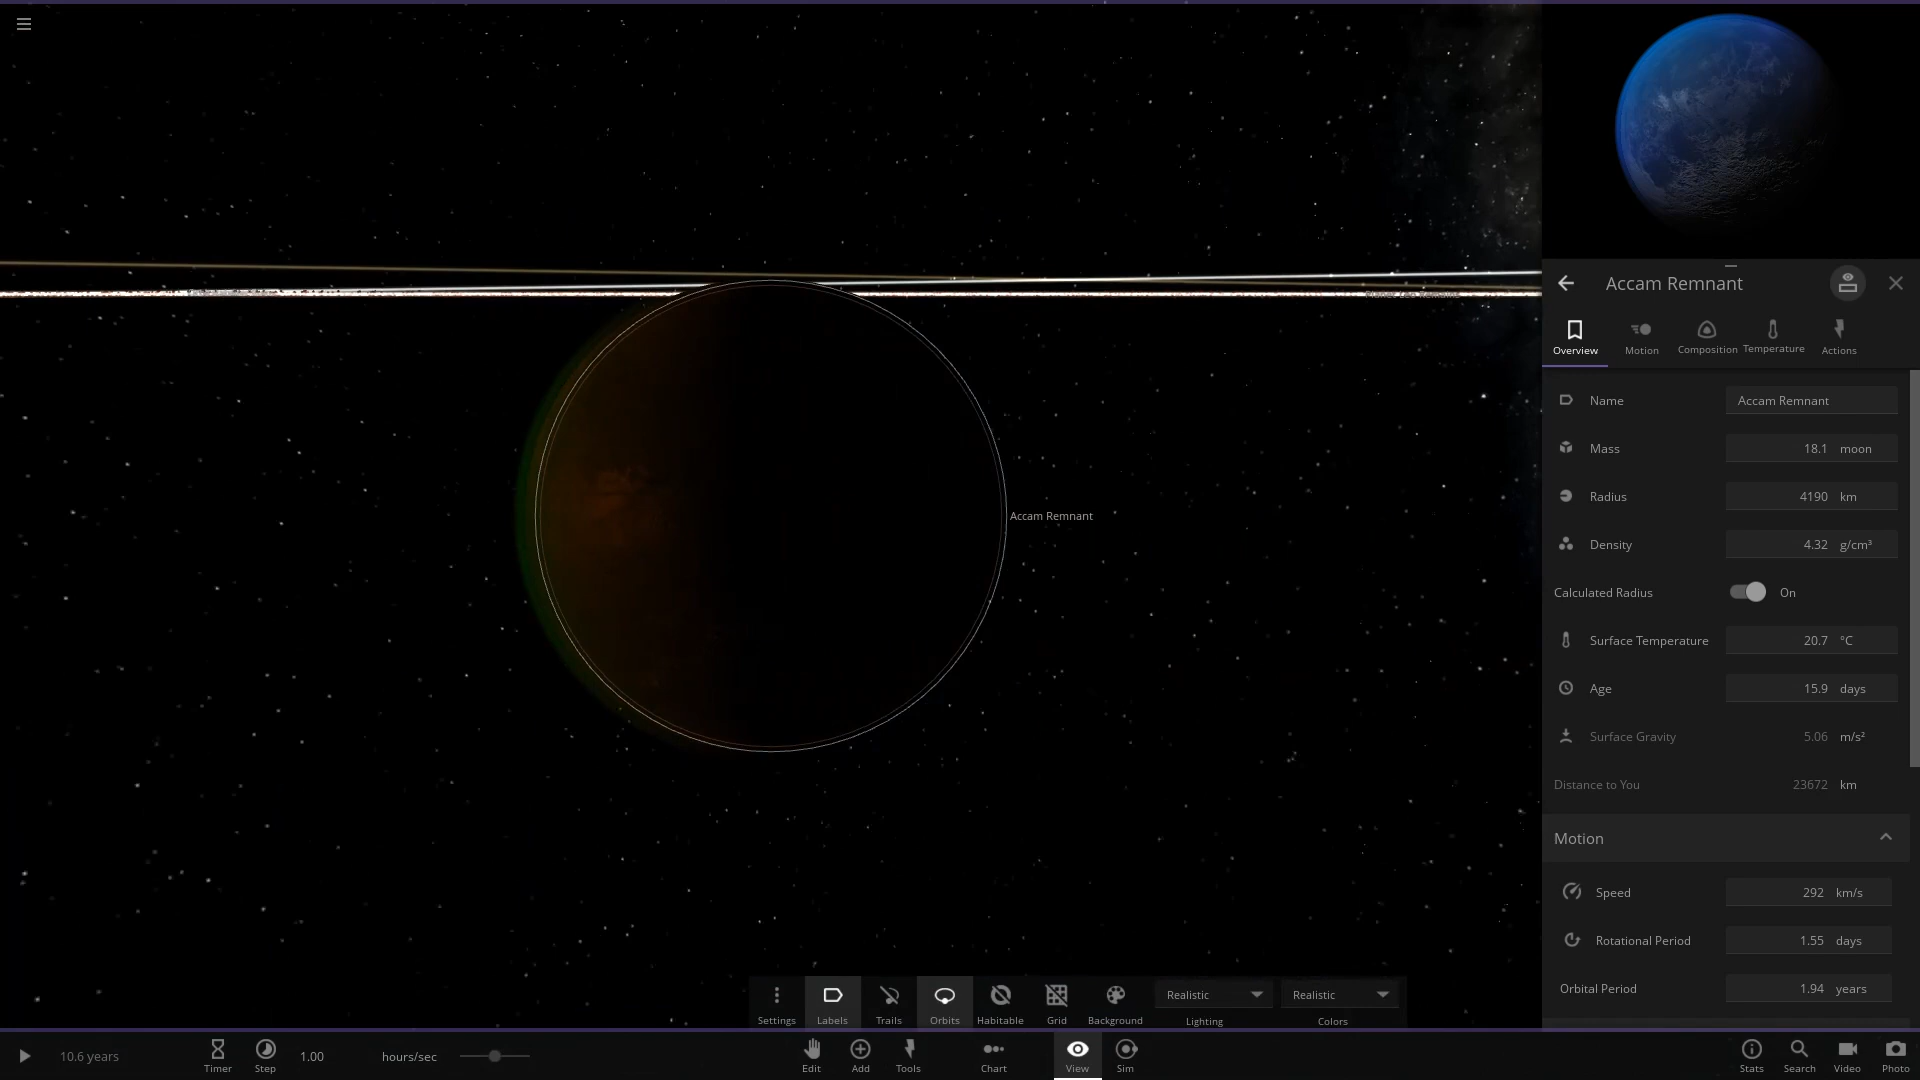 Accam Remnant
Overview
Motion
Composition
Temperature
Actions
Name Accam Remnant
Mass 18.1 moon
Radius 4190 km
Density 4.32 g/cm³
Calculated Radius On
Surface Temperature 20.7 °C
Age 15.9 days
Surface Gravity 5.06 m/s²
Distance to You 23672 km
Motion
Speed 292 km/s
Rotational Period 1.55 days
Orbital Period 1.94 years
Accam Remnant
Settings
Labels
Trails
Orbits
Habitable
Grid
Background
Realistic
Lighting
Realistic
Colors
10.6 years
Timer
Step
1.00 hours/sec
Edit
Add
Tools
Chart
View
Sim
Stats
Search
Video
Photo